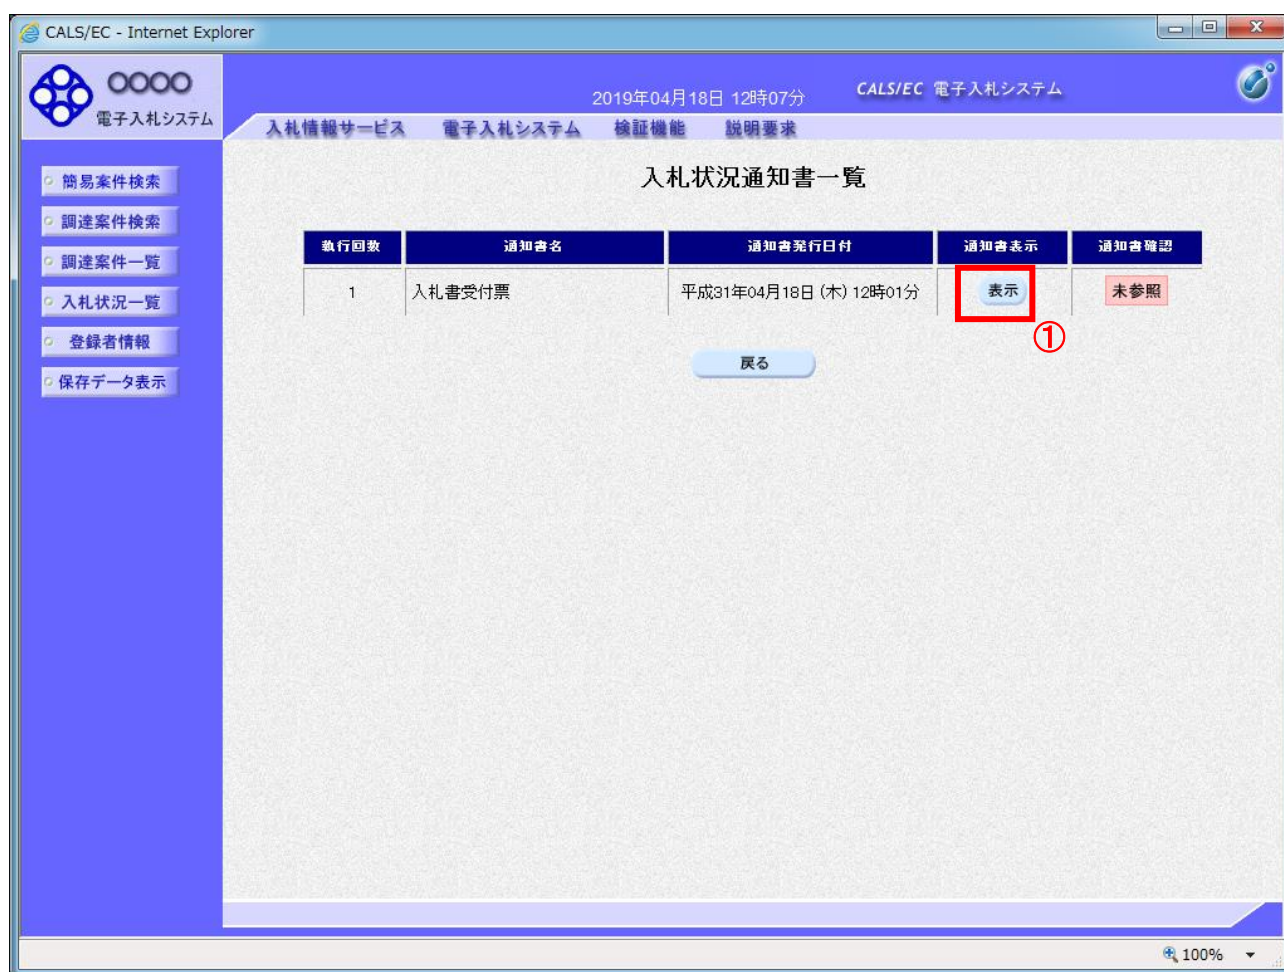 CALS/EC - Internet Explorer
OOOO
電子入札システム
2019年04月18日 12時07分
CALS/EC 電子入札システム
入札情報サービス 電子入札システム 検証機能 説明要求
簡易案件検索
調達案件検索
調達案件一覧
入札状況一覧
登録者情報
保存データ表示
入札状況通知書一覧
執行回数 通知書名 通知書発行日付 通知書表示 通知書確認
1 入札書受付票 平成31年04月18日 (木) 12時01分 表示 未参照
①
戻る
100%